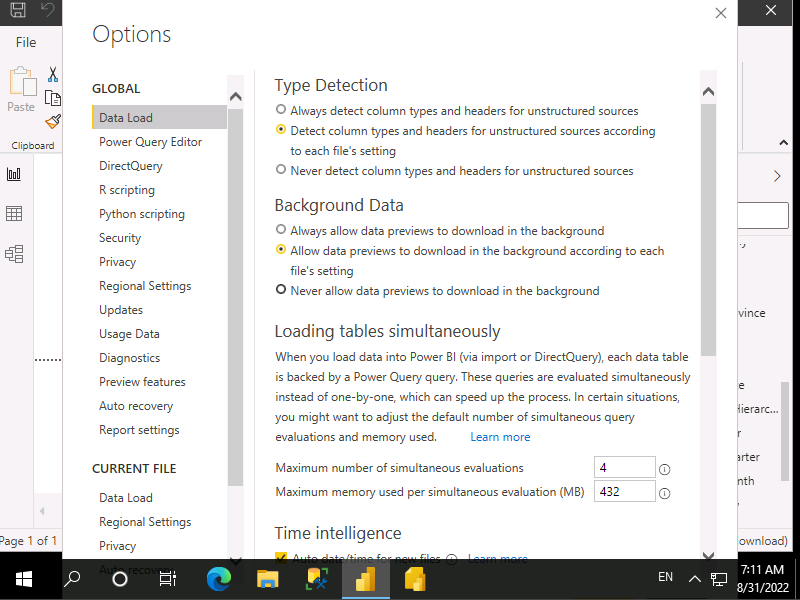 File
Paste
Clipboard
Page 1 of 1
Options
GLOBAL
Data Load
Power Query Editor
DirectQuery
R scripting
Python scripting
Security
Privacy
Regional Settings
Updates
Usage Data
Diagnostics
Preview features
Auto recovery
Report settings
CURRENT FILE
Data Load
Regional Settings
Privacy
Auto recovery
Type Detection
Always detect column types and headers for unstructured sources
Detect column types and headers for unstructured sources according
to each file's setting
Never detect column types and headers for unstructured sources
Background Data
Always allow data previews to download in the background
Allow data previews to download in the background according to each
file's setting
Never allow data previews to download in the background
Loading tables simultaneously
When you load data into Power BI (via import or DirectQuery), each data table
is backed by a Power Query query. These queries are evaluated simultaneously
instead of one-by-one, which can speed up the process. In certain situations,
you might want to adjust the default number of simultaneous query
evaluations and memory used. Learn more
Maximum number of simultaneous evaluations 4
Maximum memory used per simultaneous evaluation (MB) 432
Time intelligence
Auto date/time for new files Learn more
vince
e
Hierarc...
r
arter
nth
ownload)
EN
7:11 AM
8/31/2022